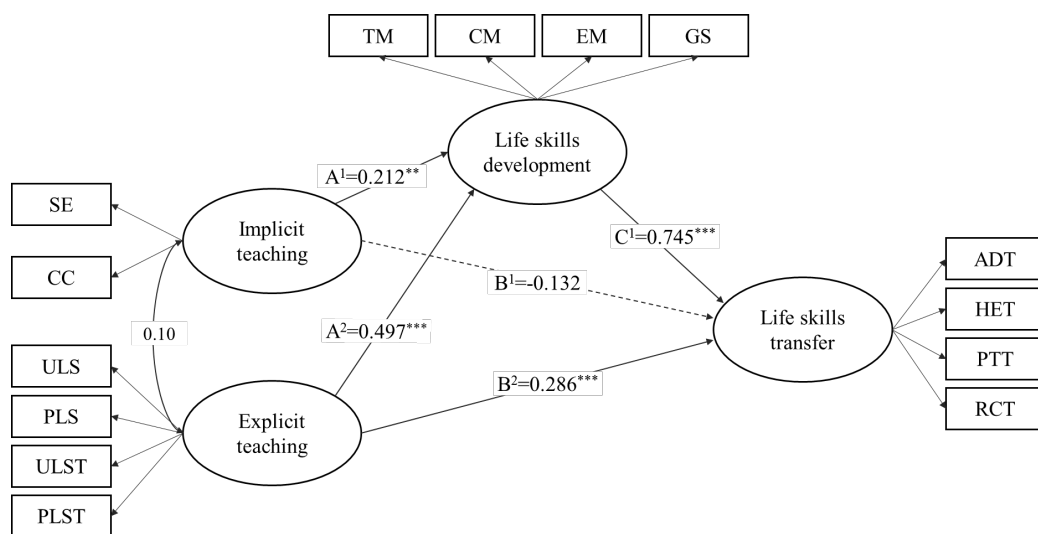 TM
CM
EM
GS
Life skills
development
A¹=0.212**
SE
Implicit
teaching
CC
C¹=0.745***
B¹=-0.132
ADT
HET
Life skills
transfer
PTT
RCT
0.10
A²=0.497***
ULS
PLS
B²=0.286***
Explicit
teaching
ULST
PLST